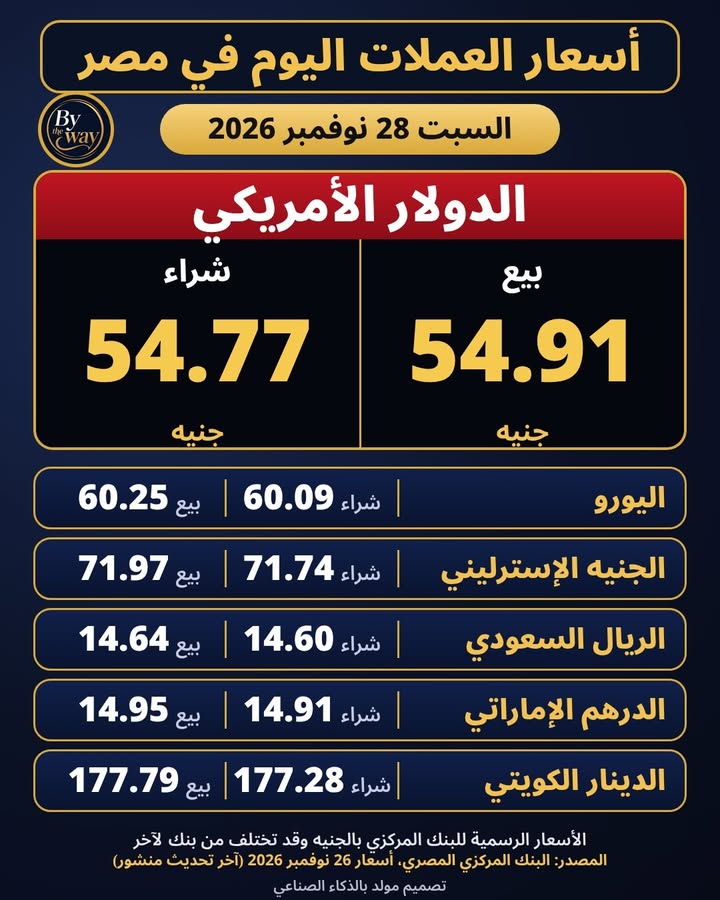 أسعار العملات اليوم في مصر
By the way
السبت 28 نوفمبر 2026
الدولار الأمريكي
بيع شراء
54.91 54.77
جنيه جنيه
اليورو شراء 60.09 بيع 60.25
الجنيه الإسترليني شراء 71.74 بيع 71.97
الريال السعودي شراء 14.60 بيع 14.64
الدرهم الإماراتي شراء 14.91 بيع 14.95
الدينار الكويتي شراء 177.28 بيع 177.79
الأسعار الرسمية للبنك المركزي بالجنيه وقد تختلف من بنك لآخر
المصدر: البنك المركزي المصري، أسعار 26 نوفمبر 2026 (آخر تحديث منشور)
تصميم مولد بالذكاء الصناعي